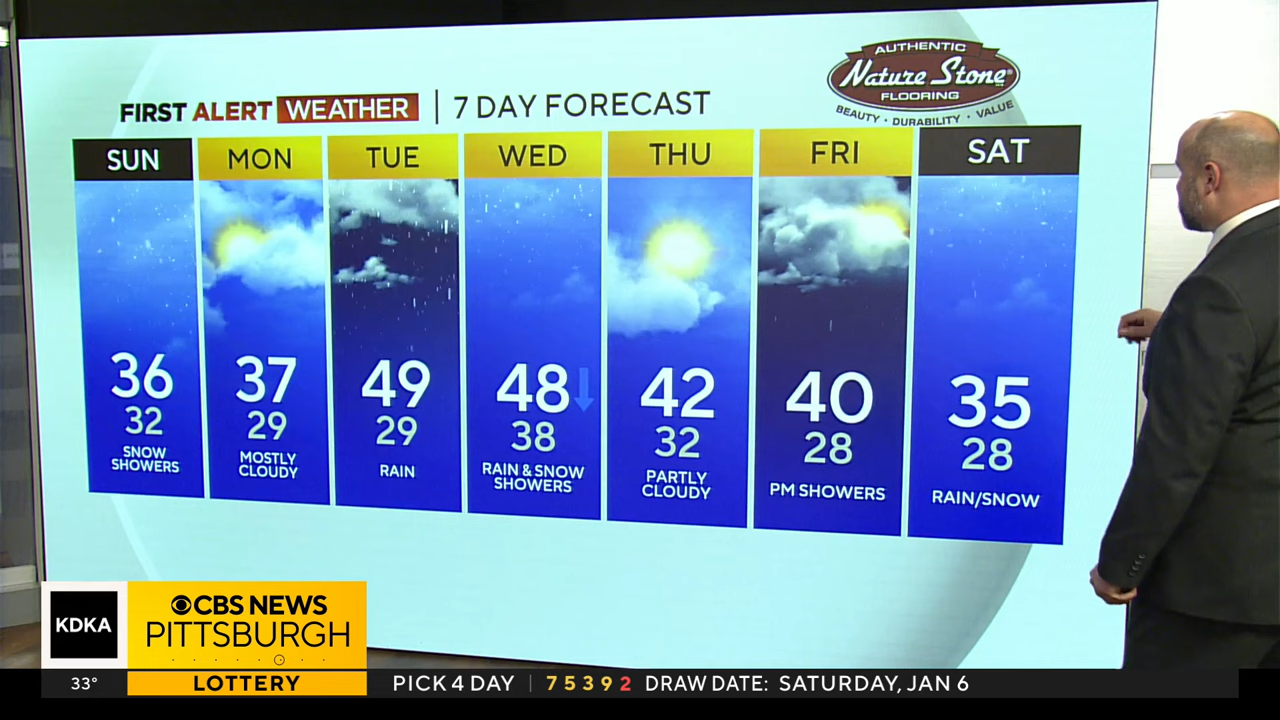 AUTHENTIC
Nature Stone®
FLOORING
BEAUTY · DURABILITY · VALUE
FIRST ALERT WEATHER | 7 DAY FORECAST
SUN
36
32
SNOW
SHOWERS
MON
37
29
MOSTLY
CLOUDY
TUE
49
29
RAIN
WED
48
38
RAIN & SNOW
SHOWERS
THU
42
32
PARTLY
CLOUDY
FRI
40
28
PM SHOWERS
SAT
35
28
RAIN/SNOW
KDKA
CBS NEWS
PITTSBURGH
33° LOTTERY PICK 4 DAY | 7 5 3 9 2 DRAW DATE: SATURDAY, JAN 6